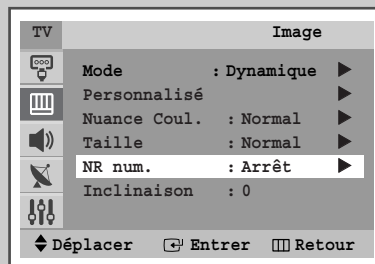 TV Image
Mode : Dynamique
Personnalisé
Nuance Coul. : Normal
Taille : Normal
NR num. : Arrêt
Inclinaison : 0
Déplacer Entrer Retour